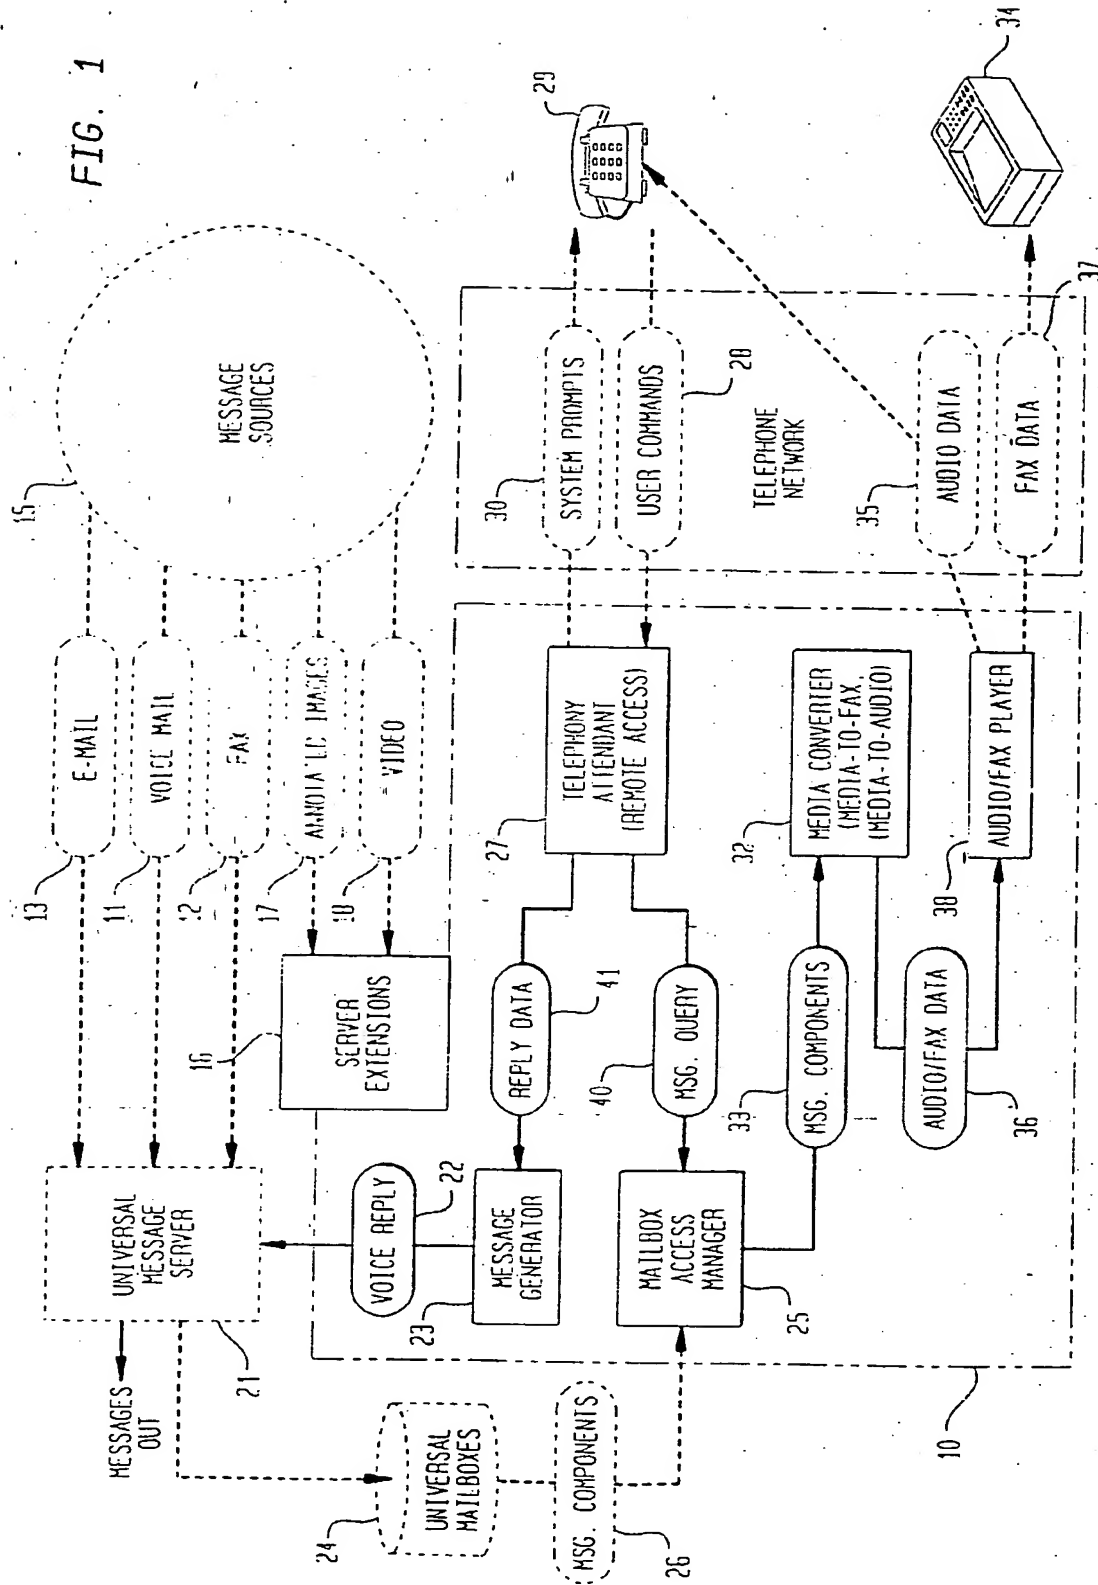 FIG. 1
15
MESSAGE
SOURCES
13
E-MAIL
11
VOICE MAIL
12
FAX
17
IMAGES
18
VIDEO
UNIVERSAL
MESSAGE
SERVER
21
MESSAGES
OUT
16
SERVER
EXTENSIONS
24
UNIVERSAL
MAILBOXES
MSG. COMPONENTS
26
VOICE REPLY
22
MESSAGE
GENERATOR
23
REPLY DATA
41
27
TELEPHONY
ATTENDANT
(REMOTE ACCESS)
30
SYSTEM PROMPTS
USER COMMANDS
28
29
TELEPHONE
NETWORK
40
MSG. QUERY
MAILBOX
ACCESS
MANAGER
25
33
MSG. COMPONENTS
32
MEDIA CONVERTER
(MEDIA-TO-FAX,
(MEDIA-TO-AUDIO)
AUDIO/FAX DATA
36
38
AUDIO/FAX PLAYER
35
AUDIO DATA
FAX DATA
37
34
10